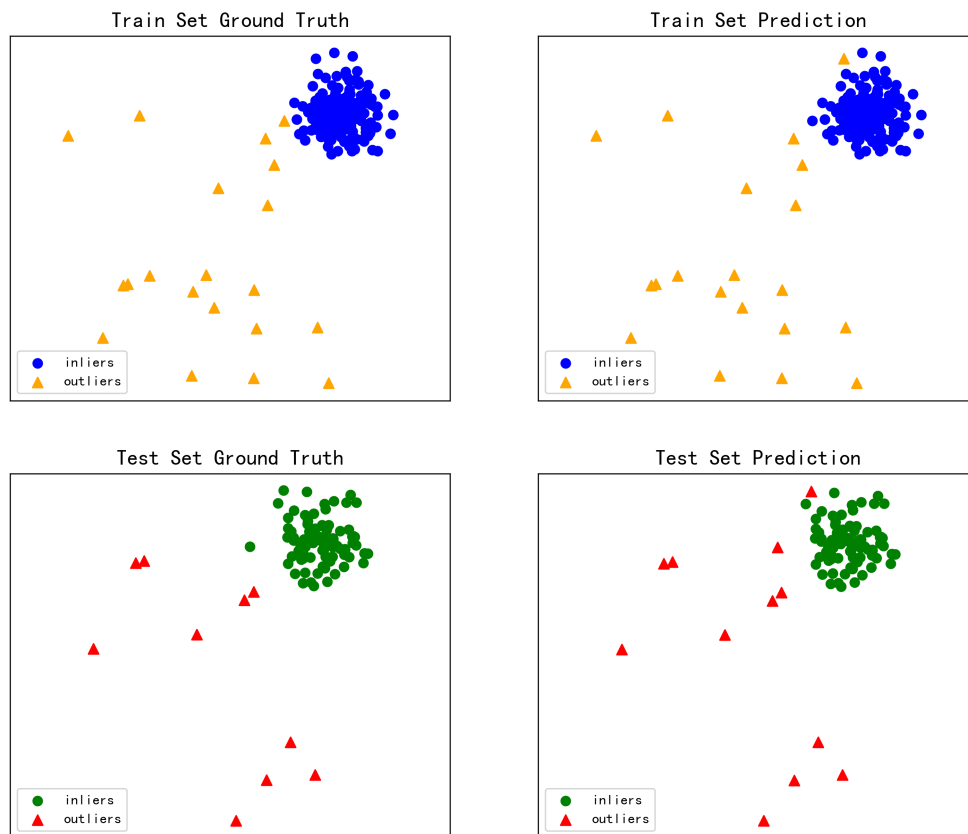 Train Set Ground Truth
Train Set Prediction
inliers
outliers
inliers
outliers
Test Set Ground Truth
Test Set Prediction
inliers
outliers
inliers
outliers